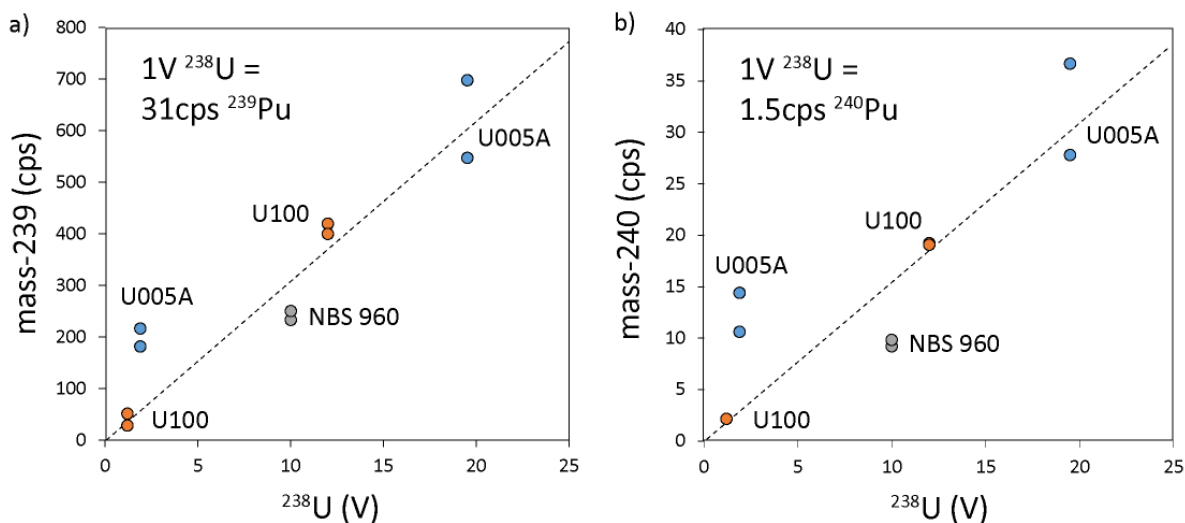 a)
800
700
600
500
400
300
200
100
0
mass-239 (cps)
1V ²³⁸U =
31cps ²³⁹Pu
U005A
U100
U005A
NBS 960
U100
0 5 10 15 20 25
²³⁸U (V)
b)
40
35
30
25
20
15
10
5
0
mass-240 (cps)
1V ²³⁸U =
1.5cps ²⁴⁰Pu
U005A
U100
U005A
NBS 960
U100
0 5 10 15 20 25
²³⁸U (V)